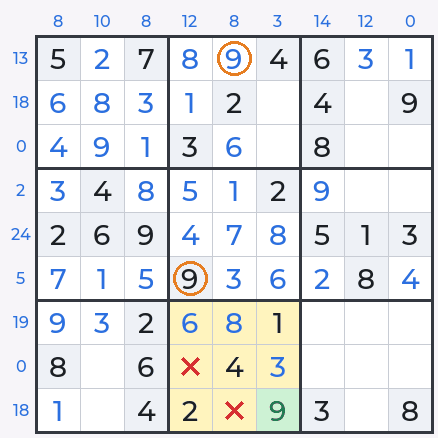 8 10 8 12 8 3 14 12 0
13 5 2 7 8 9 4 6 3 1
18 6 8 3 1 2 4 9
0 4 9 1 3 6 8
2 3 4 8 5 1 2 9
24 2 6 9 4 7 8 5 1 3
5 7 1 5 9 3 6 2 8 4
19 9 3 2 6 8 1
0 8 6 × 4 3
18 1 4 2 × 9 3 8